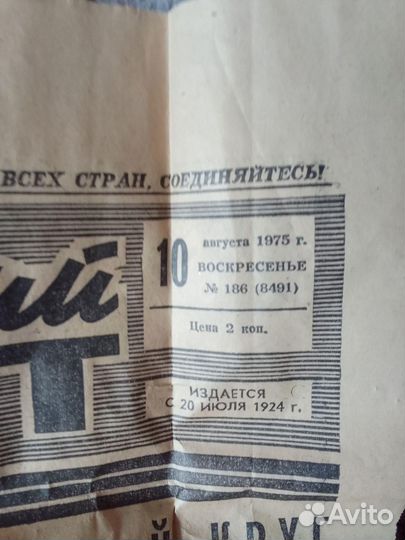 ВСЕХ СТРАН, СОЕДИНЯЙТЕСЬ!
10 августа 1975 г.
ВОСКРЕСЕНЬЕ
№ 186 (8491)
Цена 2 коп.
ИЗДАЕТСЯ
С 20 ИЮЛЯ 1924 г.
Avito